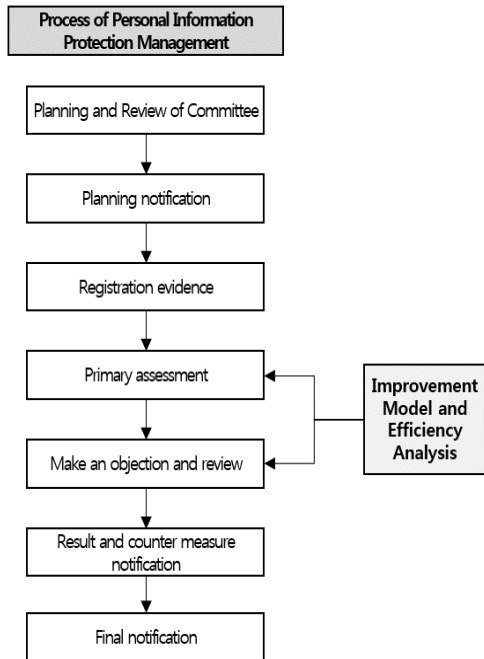 Process of Personal Information
Protection Management
Planning and Review of Committee
Planning notification
Registration evidence
Primary assessment
Improvement
Model and
Efficiency
Analysis
Make an objection and review
Result and counter measure
notification
Final notification